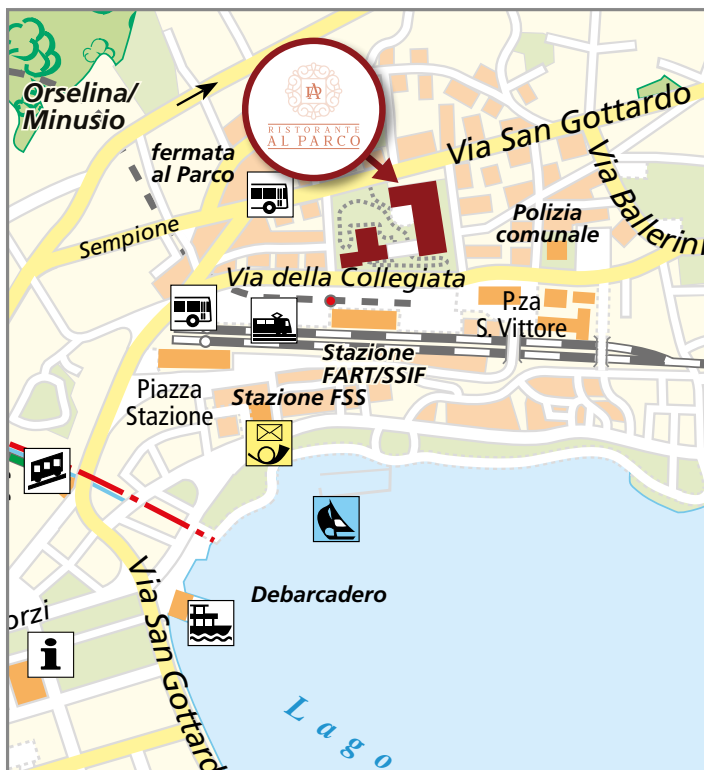 Orselina/
Minusio
RISTORANTE
AL PARCO
fermata
al Parco
Via San Gottardo
Via Ballerini
Sempione
Polizia
comunale
Via della Collegiata
P.za
S. Vittore
Stazione
FART/SSIF
Piazza
Stazione
Stazione FSS
Debarcadero
orzi
i
Via San Gottardo
Lago